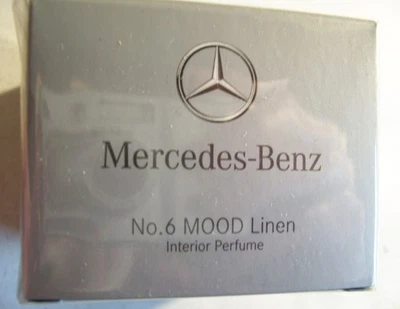 Mercedes-Benz
No.6 MOOD Linen
Interior Perfume